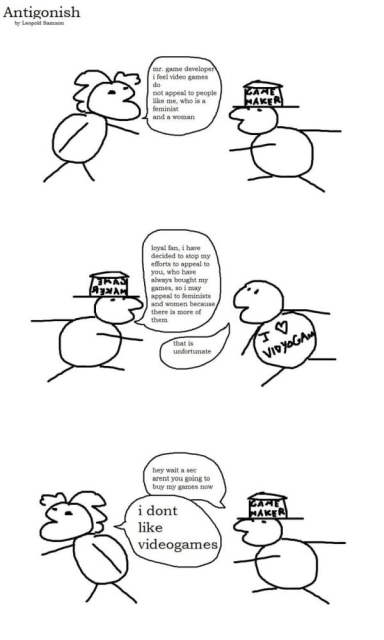 Antigonish
by Leopold Samson
mr. game developer
i feel video games
do
not appeal to people
like me, who is a
feminist
and a woman
GAME
MAKER
loyal fan, i have
decided to stop my
efforts to appeal to
you, who have
always bought my
games, so i may
appeal to feminists
and women because
there is more of
them
GAME
MAKER
that is
unfortunate
I ♡
VIDYOGAM
hey wait a sec
arent you going to
buy my games now
i dont
like
videogames
GAME
MAKER